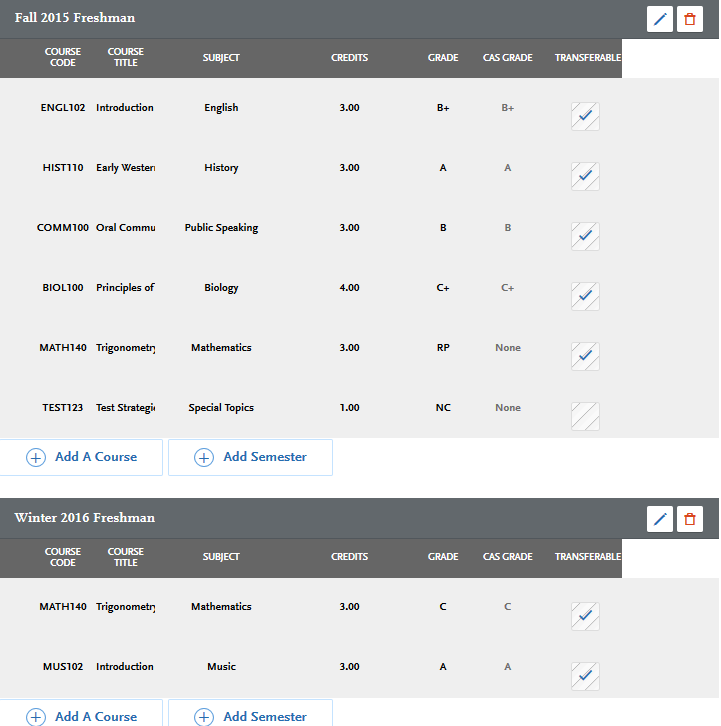 Fall 2015 Freshman
COURSE CODE COURSE TITLE SUBJECT CREDITS GRADE CAS GRADE TRANSFERABLE
ENGL102 Introduction English 3.00 B+ B+
HIST110 Early Western History 3.00 A A
COMM100 Oral Commu Public Speaking 3.00 B B
BIOL100 Principles of Biology 4.00 C+ C+
MATH140 Trigonometry Mathematics 3.00 RP None
TEST123 Test Strategi Special Topics 1.00 NC None
Add A Course Add Semester
Winter 2016 Freshman
COURSE CODE COURSE TITLE SUBJECT CREDITS GRADE CAS GRADE TRANSFERABLE
MATH140 Trigonometry Mathematics 3.00 C C
MUS102 Introduction Music 3.00 A A
Add A Course Add Semester